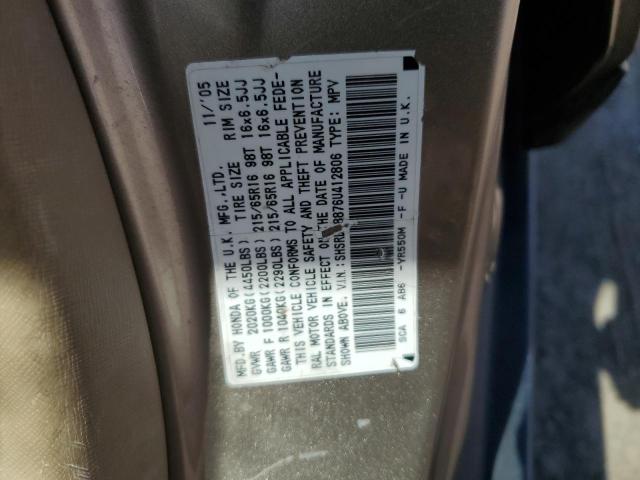 MFD.BY HONDA OF THE U.K. MFG.,LTD. 11/'05
GVWR 2020KG(4450LBS) TIRE SIZE RIM SIZE
GAWR F 1000KG(2200LBS) 215/65R16 98T 16x6.5JJ
GAWR R 1040KG(2290LBS) 215/65R16 98T 16x6.5JJ
THIS VEHICLE CONFORMS TO ALL APPLICABLE FEDE-
RAL MOTOR VEHICLE SAFETY AND THEFT PREVENTION
STANDARDS IN EFFECT ON THE DATE OF MANUFACTURE
SHOWN ABOVE. V.I.N.: TYPE: MPV
SCA 6 AB6 -YR550M -F -U MADE IN U.K.